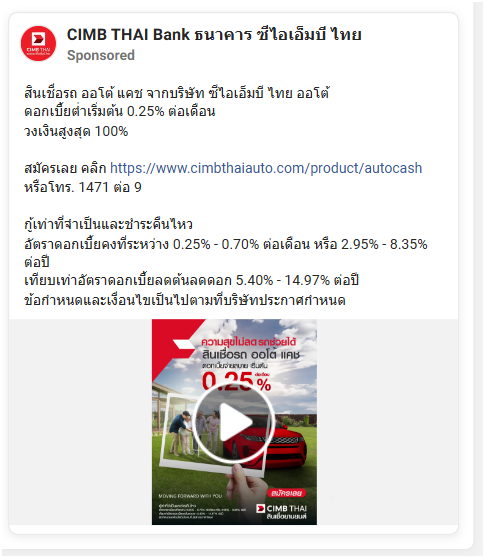 CIMB THAI Bank ธนาคาร ซีไอเอ็มบี ไทย
Sponsored
CIMB THAI
สินเชื่อรถ ออโต้ แคช จากบริษัท ซีไอเอ็มบี ไทย ออโต้
ดอกเบี้ยต่ำเริ่มต้น 0.25% ต่อเดือน
วงเงินสูงสุด 100%
สมัครเลย คลิก https://www.cimbthaiauto.com/product/autocash
หรือโทร. 1471 ต่อ 9
กู้เท่าที่จำเป็นและชำระคืนไหว
อัตราดอกเบี้ยคงที่ระหว่าง 0.25% - 0.70% ต่อเดือน หรือ 2.95% - 8.35%
ต่อปี
เทียบเท่าอัตราดอกเบี้ยลดต้นลดดอก 5.40% - 14.97% ต่อปี
ข้อกำหนดและเงื่อนไขเป็นไปตามที่บริษัทประกาศกำหนด
ความสุขไม่ลด รถช่วยได้
สินเชื่อรถ ออโต้ แคช
ดอกเบี้ยจ่ายสบาย เริ่มต้น
0.25%
ต่อเดือน
สมัครเลย
MOVING FORWARD WITH YOU
CIMB THAI
สินเชื่อยานยนต์